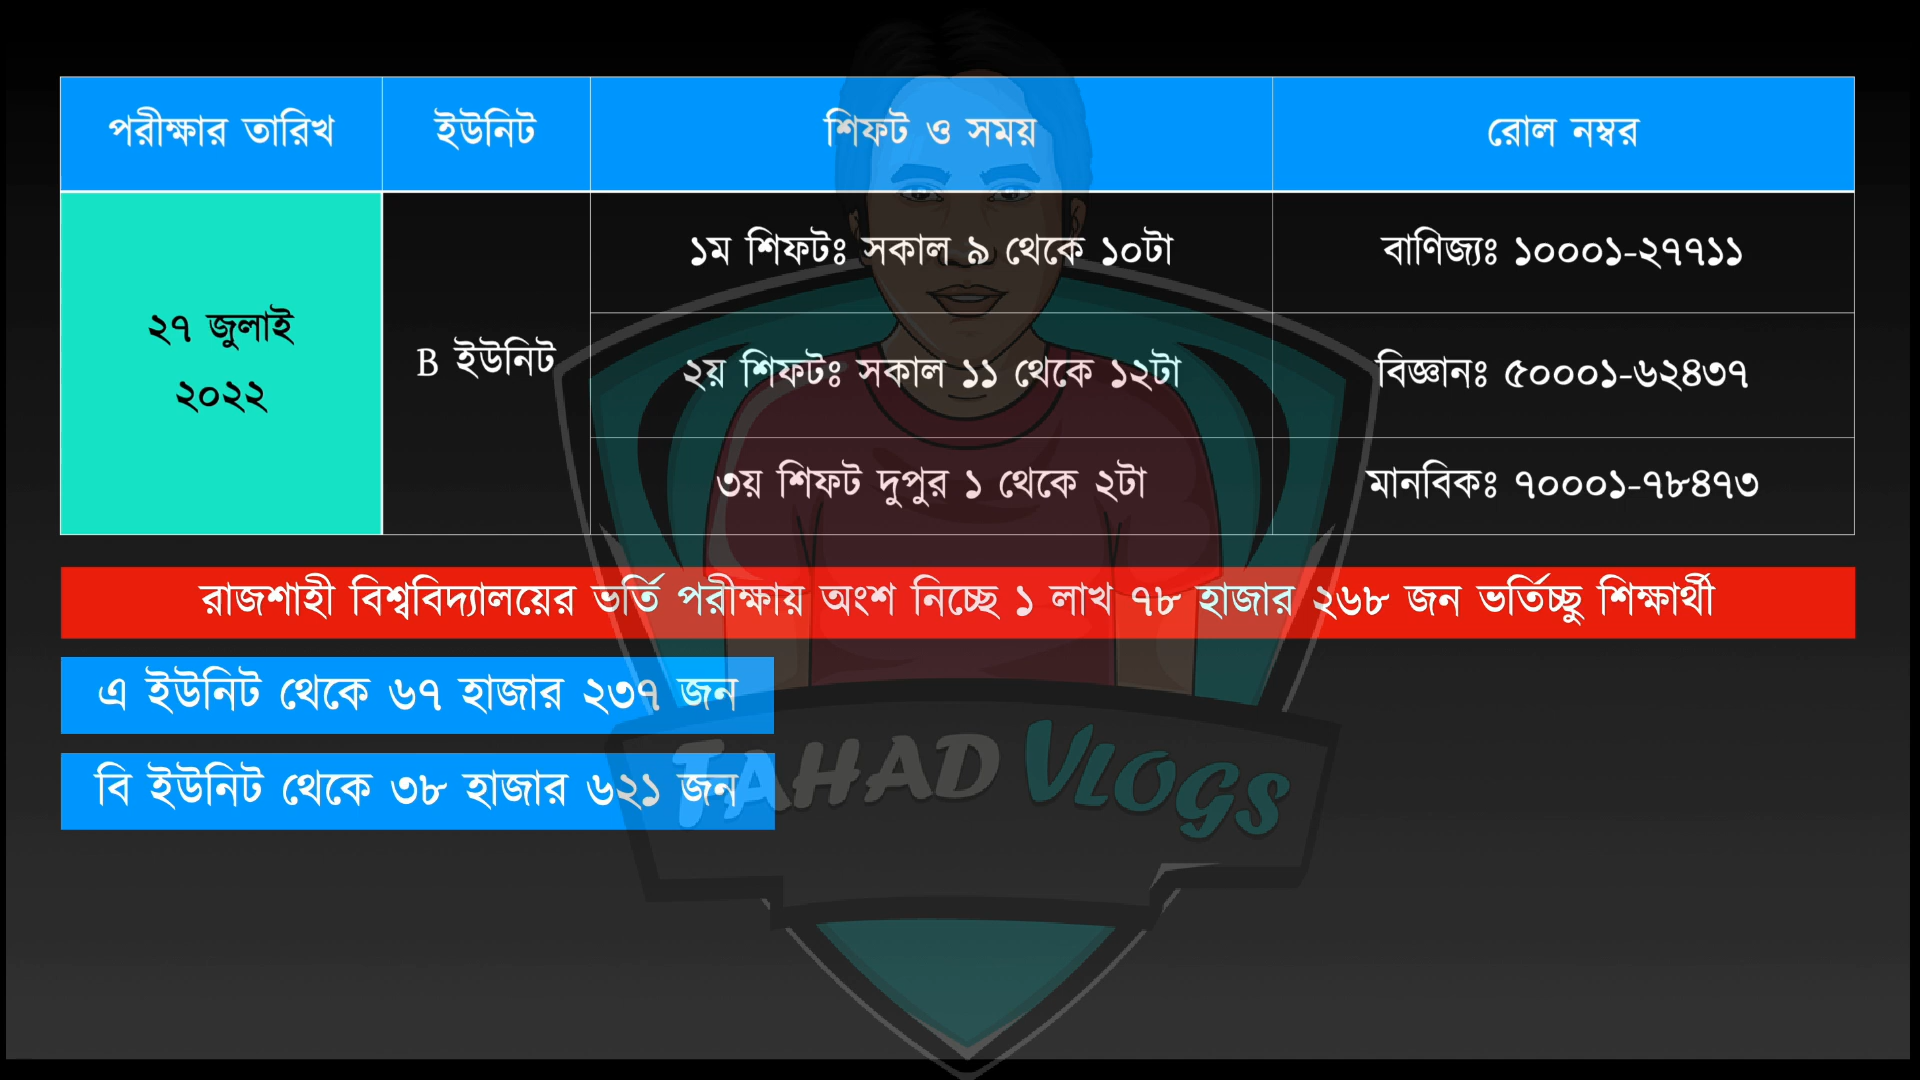 পরীক্ষার তারিখ ইউনিট শিফট ও সময় রোল নম্বর
২৭ জুলাই
২০২২
B ইউনিট
১ম শিফটঃ সকাল ৯ থেকে ১০টা বাণিজ্যঃ ১০০০১-২৭৭১১
২য় শিফটঃ সকাল ১১ থেকে ১২টা বিজ্ঞানঃ ৫০০০১-৬২৪৩৭
৩য় শিফট দুপুর ১ থেকে ২টা মানবিকঃ ৭০০০১-৭৮৪৭৩
রাজশাহী বিশ্ববিদ্যালয়ের ভর্তি পরীক্ষায় অংশ নিচ্ছে ১ লাখ ৭৮ হাজার ২৬৮ জন ভর্তিচ্ছু শিক্ষার্থী
এ ইউনিট থেকে ৬৭ হাজার ২৩৭ জন
বি ইউনিট থেকে ৩৮ হাজার ৬২১ জন
TAHAD VLOGS